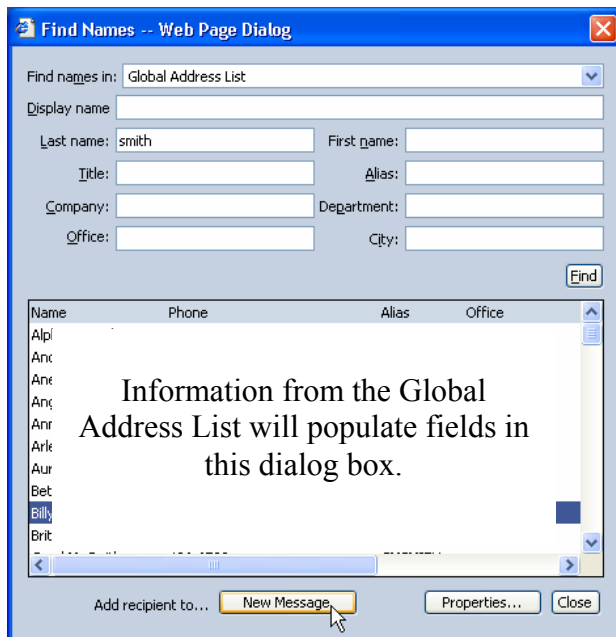 Find Names -- Web Page Dialog
Find names in: Global Address List
Display name
Last name: smith First name:
Title: Alias:
Company: Department:
Office: City:
Find
Name Phone Alias Office
Information from the Global
Address List will populate fields in
this dialog box.
Billy
Add recipient to... New Message Properties... Close